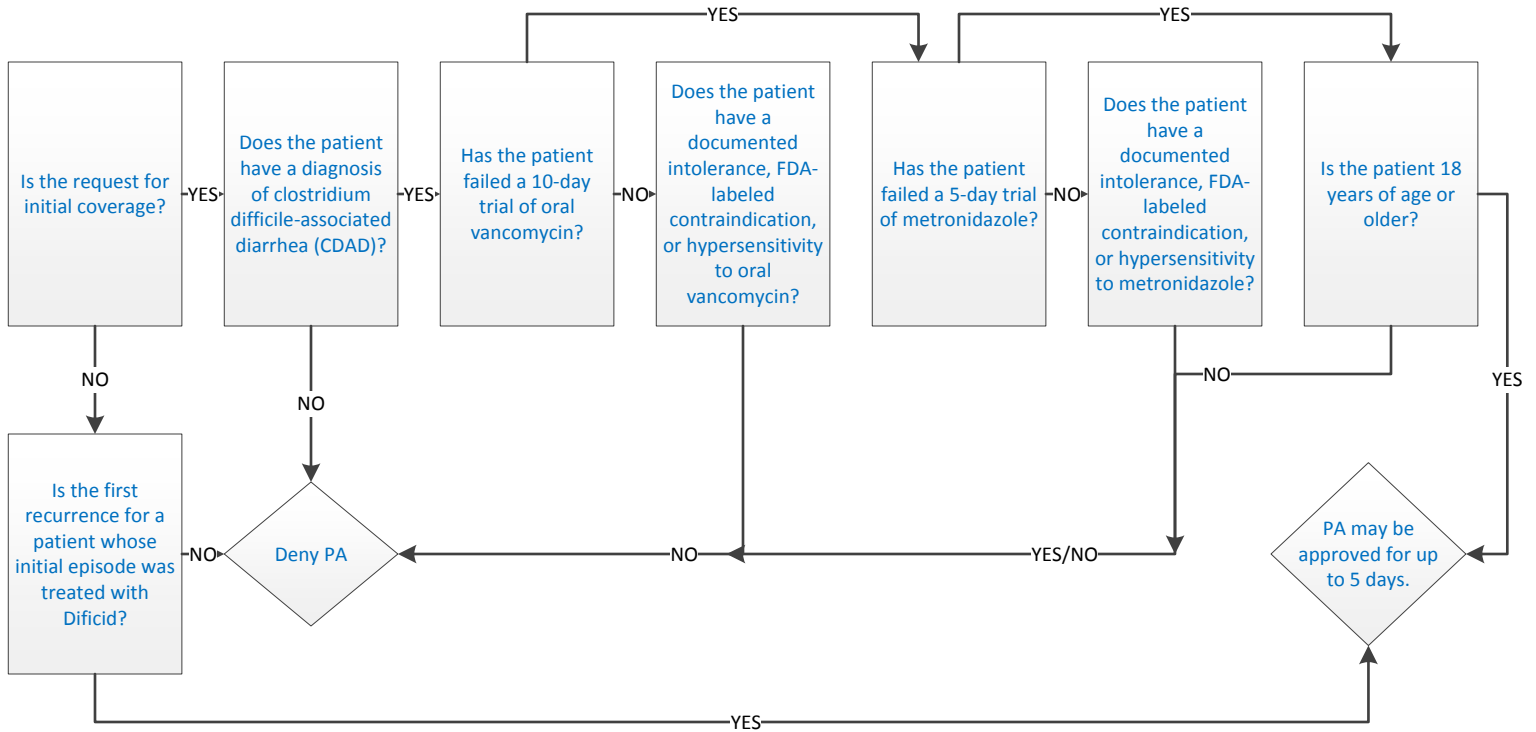 YES
YES
Is the request for
initial coverage?
YES
Does the patient
have a diagnosis
of clostridium
difficile-associated
diarrhea (CDAD)?
YES
Has the patient
failed a 10-day
trial of oral
vancomycin?
NO
Does the patient
have a
documented
intolerance, FDA-
labeled
contraindication,
or hypersensitivity
to oral
vancomycin?
Has the patient
failed a 5-day trial
of metronidazole?
NO
Does the patient
have a
documented
intolerance, FDA-
labeled
contraindication,
or hypersensitivity
to metronidazole?
Is the patient 18
years of age or
older?
NO
NO
NO
YES
Is the first
recurrence for a
patient whose
initial episode was
treated with
Dificid?
NO
Deny PA
NO
YES/NO
PA may be
approved for up
to 5 days.
YES